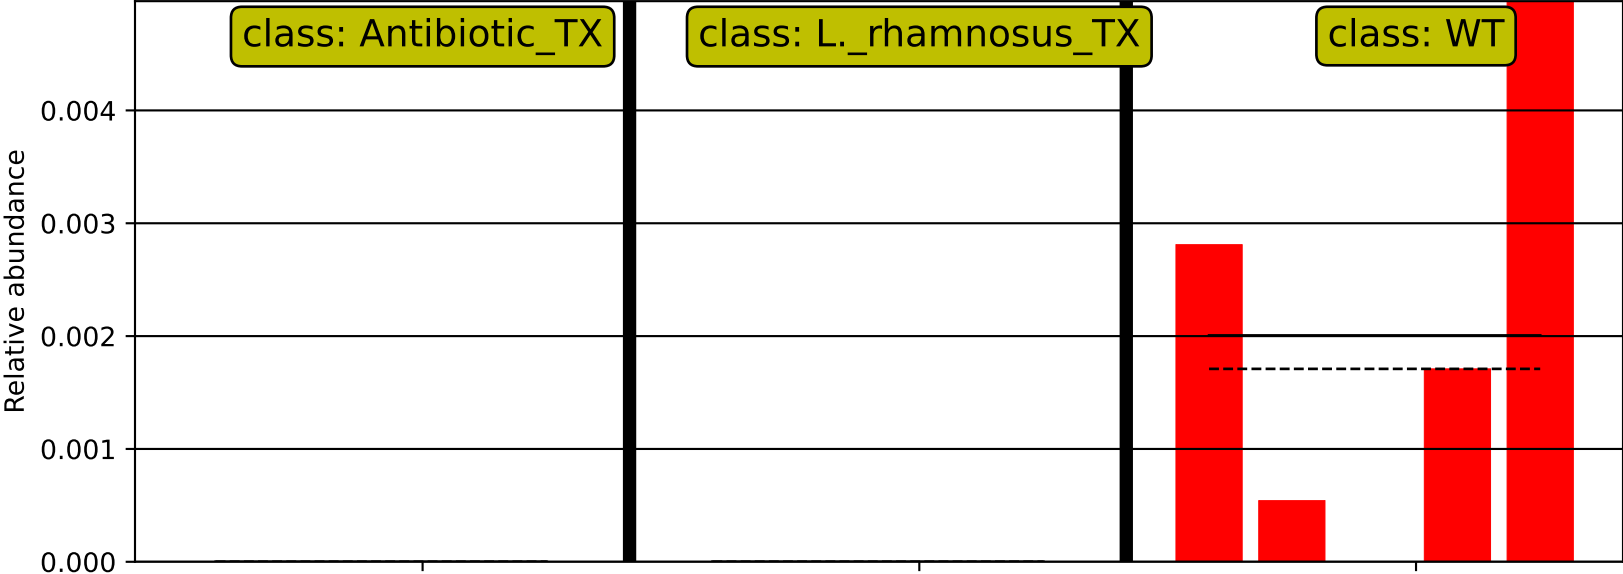 class: Antibiotic_TX
class: L._rhamnosus_TX
class: WT
Relative abundance
0.004
0.003
0.002
0.001
0.000